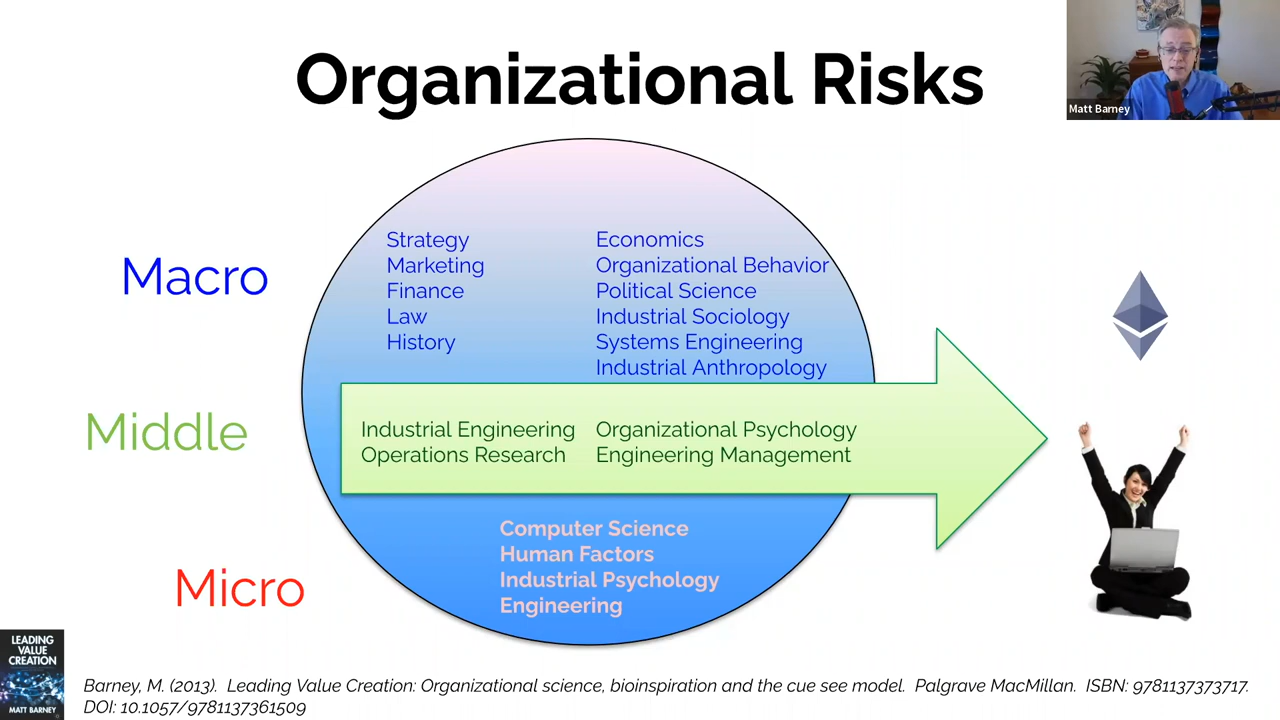 Organizational Risks
Matt Barney
Macro
Strategy
Marketing
Finance
Law
History
Economics
Organizational Behavior
Political Science
Industrial Sociology
Systems Engineering
Industrial Anthropology
Middle
Industrial Engineering
Operations Research
Organizational Psychology
Engineering Management
Micro
Computer Science
Human Factors
Industrial Psychology
Engineering
LEADING
VALUE
CREATION
MATT BARNEY
Barney, M. (2013). Leading Value Creation: Organizational science, bioinspiration and the cue see model. Palgrave MacMillan. ISBN: 9781137373717.
DOI: 10.1057/9781137361509